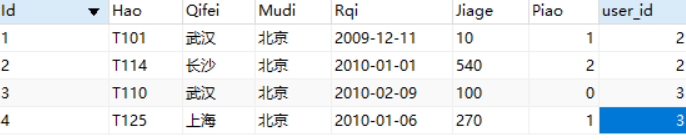 Id Hao Qifei Mudi Rqi Jiage Piao user_id
1 T101 武汉 北京 2009-12-11 10 1 2
2 T114 长沙 北京 2010-01-01 540 2 2
3 T110 武汉 北京 2010-02-09 100 0 3
4 T125 上海 北京 2010-01-06 270 1 3